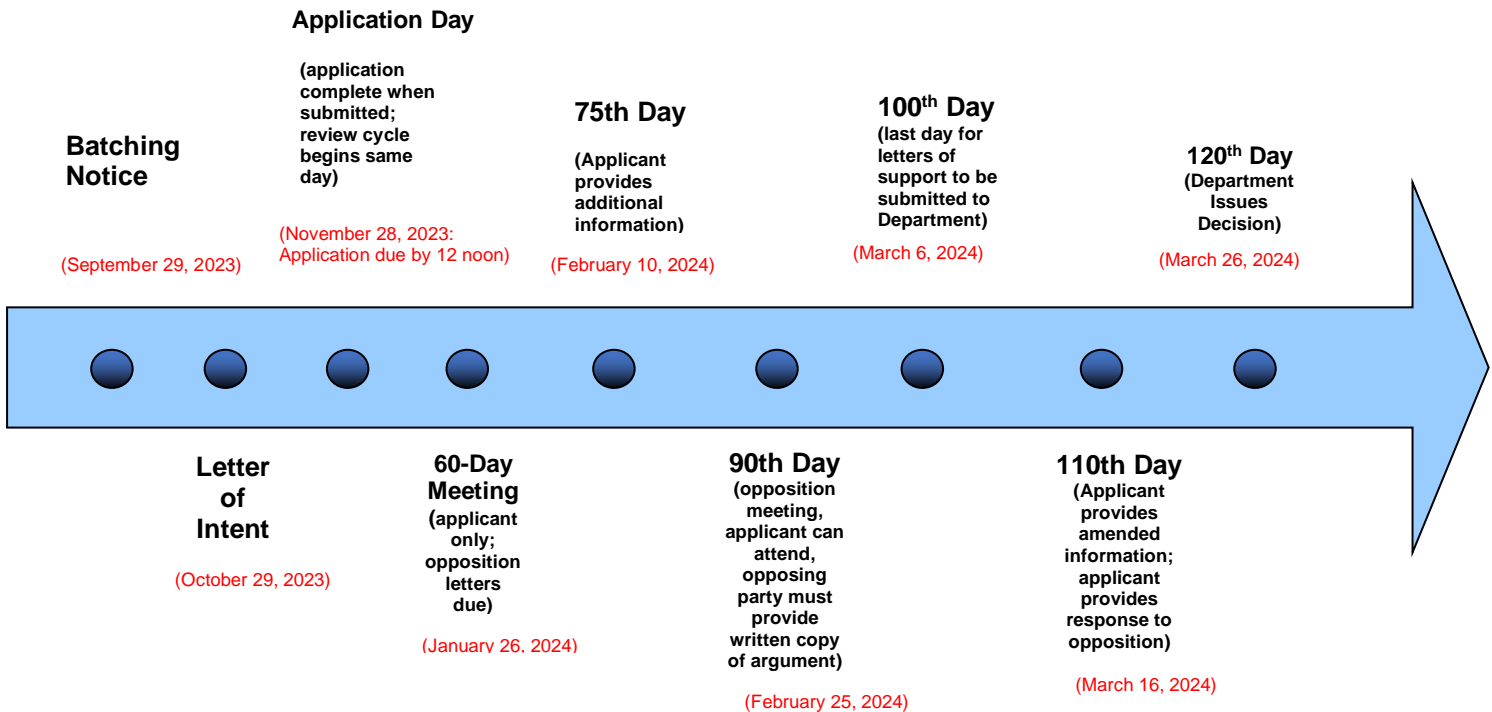 Application Day
(application
complete when
submitted;
review cycle
begins same
day)
(November 28, 2023:
Application due by 12 noon)
Batching
Notice
(September 29, 2023)
75th Day
(Applicant
provides
additional
information)
(February 10, 2024)
100th Day
(last day for
letters of
support to be
submitted to
Department)
(March 6, 2024)
120th Day
(Department
Issues
Decision)
(March 26, 2024)
Letter
of
Intent
(October 29, 2023)
60-Day
Meeting
(applicant
only;
opposition
letters
due)
(January 26, 2024)
90th Day
(opposition
meeting,
applicant can
attend,
opposing
party must
provide
written copy
of argument)
(February 25, 2024)
110th Day
(Applicant
provides
amended
information;
applicant
provides
response to
opposition)
(March 16, 2024)